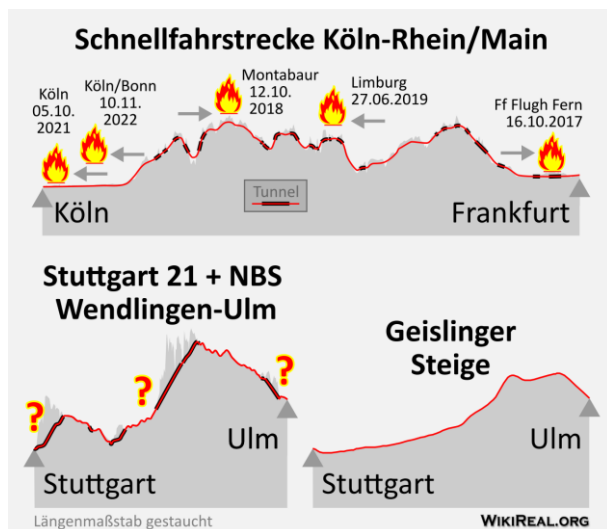 Schnellfahrstrecke Köln-Rhein/Main
Köln
05.10.
2021
Köln/Bonn
10.11.
2022
Montabaur
12.10.
2018
Limburg
27.06.2019
Ff Flugh Fern
16.10.2017
Tunnel
Köln
Frankfurt
Stuttgart 21 + NBS
Wendlingen-Ulm
?
?
?
Stuttgart
Ulm
Geislinger
Steige
Stuttgart
Ulm
Längenmaßstab gestaucht
WIKIREAL.ORG